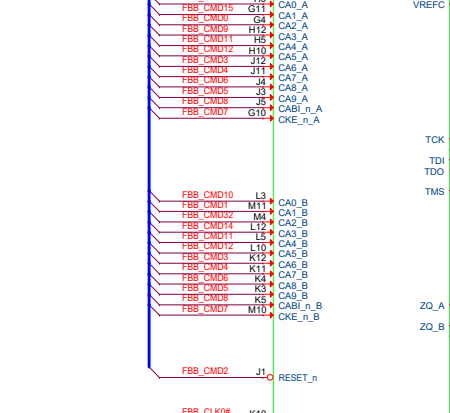 CA0_A VREFC
FBB_CMD15 G11 CA1_A
FBB_CMD0 G4 CA2_A
FBB_CMD9 H12 CA3_A
FBB_CMD11 H5 CA4_A
FBB_CMD12 H10 CA5_A
FBB_CMD3 J12 CA6_A
FBB_CMD4 J11 CA7_A
FBB_CMD6 J4 CA8_A
FBB_CMD5 J3 CA9_A
FBB_CMD8 J5 CABI_n_A
FBB_CMD7 G10 CKE_n_A
TCK
TDI
TDO
TMS
FBB_CMD10 L3 CA0_B
FBB_CMD1 M11 CA1_B
FBB_CMD32 M4 CA2_B
FBB_CMD14 L12 CA3_B
FBB_CMD11 L5 CA4_B
FBB_CMD12 L10 CA5_B
FBB_CMD3 K12 CA6_B
FBB_CMD4 K11 CA7_B
FBB_CMD6 K4 CA8_B
FBB_CMD5 K3 CA9_B
FBB_CMD8 K5 CABI_n_B ZQ_A
FBB_CMD7 M10 CKE_n_B
ZQ_B
FBB_CMD2 J1 RESET_n
FBB_CLK0# K10